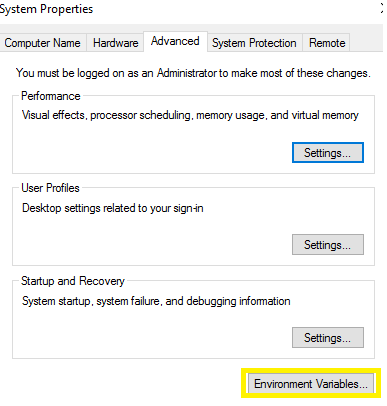 System Properties
Computer Name Hardware Advanced System Protection Remote
You must be logged on as an Administrator to make most of these changes.
Performance
Visual effects, processor scheduling, memory usage, and virtual memory
Settings...
User Profiles
Desktop settings related to your sign-in
Settings...
Startup and Recovery
System startup, system failure, and debugging information
Settings...
Environment Variables...